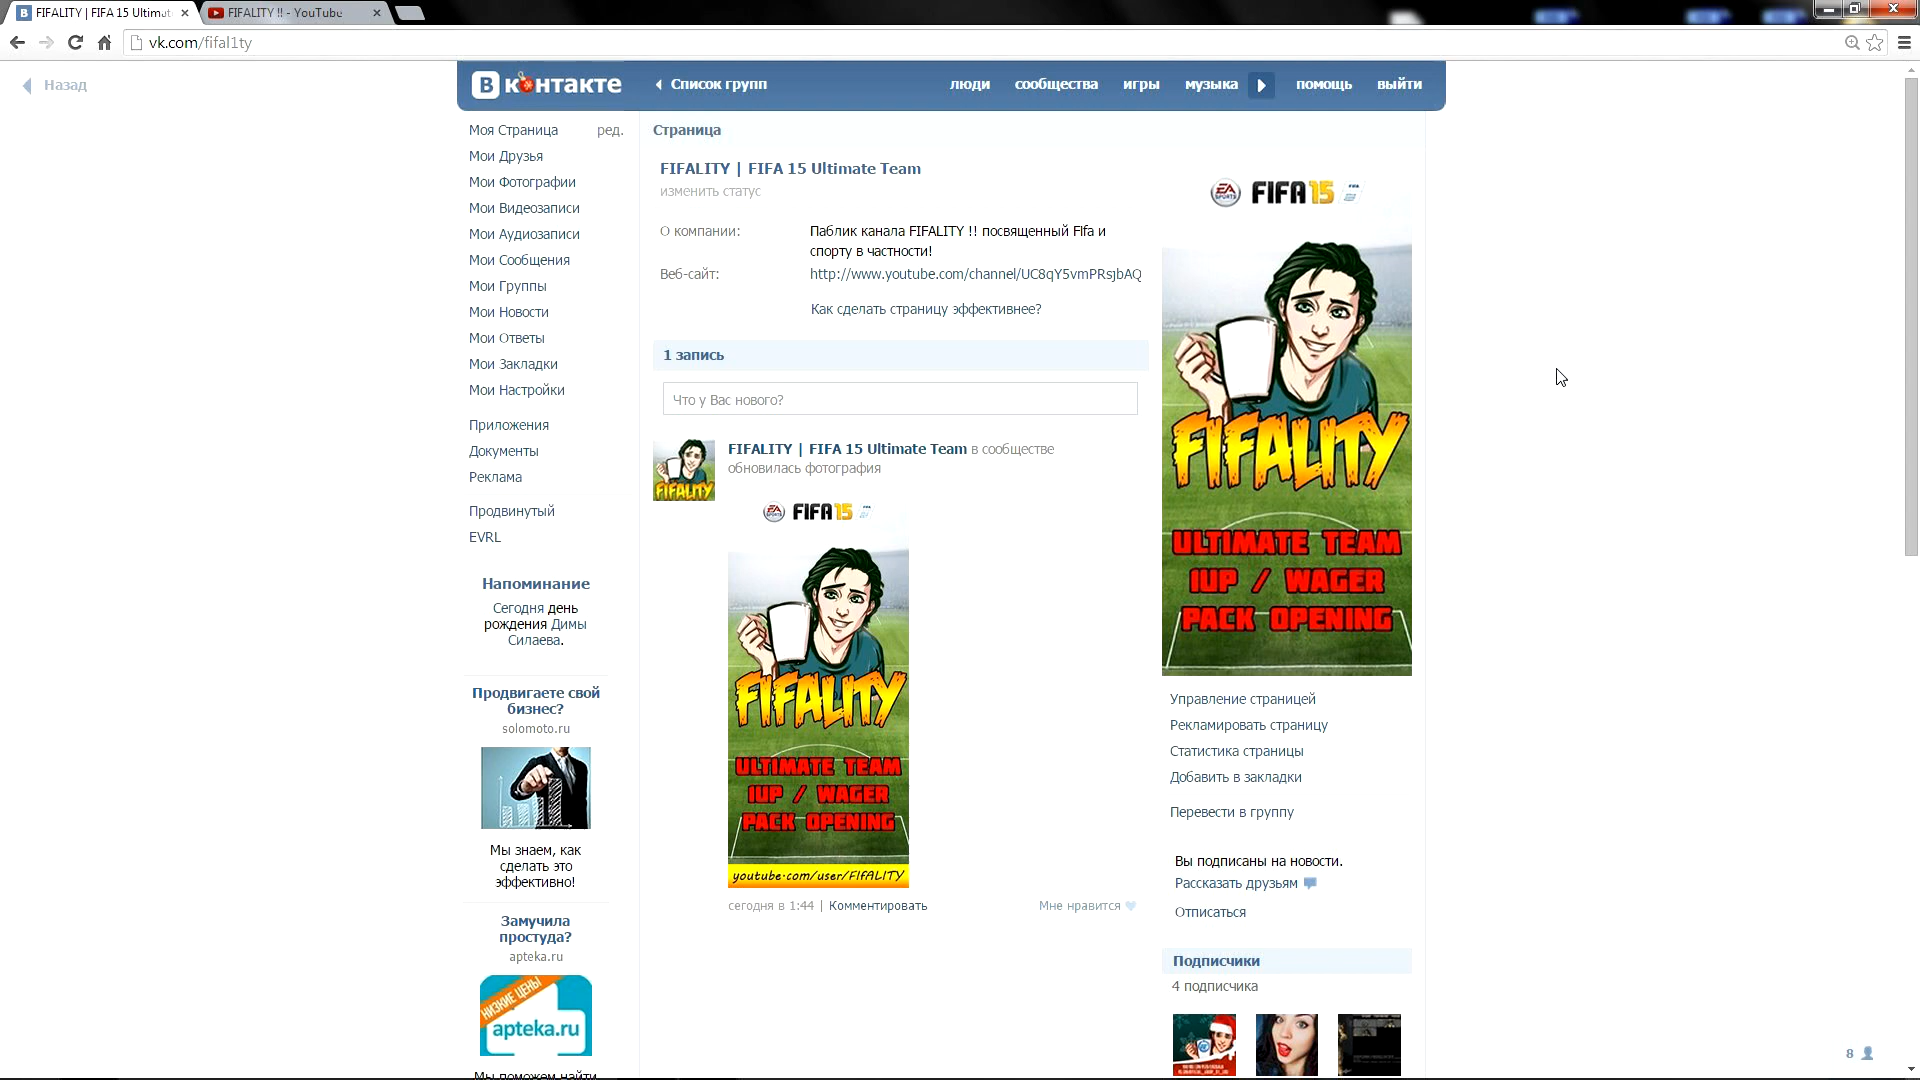 FIFALITY | FIFA 15 Ultimat
FIFALITY !! - YouTube
vk.com/fifal1ty
Назад
В контакте
Список групп
люди
сообщества
игры
музыка
помощь
выйти
Моя Страница
ред.
Мои Друзья
Мои Фотографии
Мои Видеозаписи
Мои Аудиозаписи
Мои Сообщения
Мои Группы
Мои Новости
Мои Ответы
Мои Закладки
Мои Настройки
Приложения
Документы
Реклама
Продвинутый
EVRL
Напоминание
Сегодня день
рождения Димы
Силаева.
Продвигаете свой
бизнес?
solomoto.ru
Мы знаем, как
сделать это
эффективно!
Замучила
простуда?
apteka.ru
НИЗКИЕ ЦЕНЫ
apteka.ru
Мы поможем найти
Страница
FIFALITY | FIFA 15 Ultimate Team
изменить статус
О компании:
Паблик канала FIFALITY !! посвященный FIfa и
спорту в частности!
Веб-сайт:
http://www.youtube.com/channel/UC8qY5vmPRsjbAQ
Как сделать страницу эффективнее?
1 запись
Что у Вас нового?
FIFALITY
FIFALITY | FIFA 15 Ultimate Team в сообществе
обновилась фотография
EA SPORTS FIFA 15
FIFALITY
ULTIMATE TEAM
1UP / WAGER
PACK OPENING
youtube.com/user/FIFALITY
сегодня в 1:44 | Комментировать
Мне нравится
EA SPORTS FIFA 15
FIFALITY
ULTIMATE TEAM
1UP / WAGER
PACK OPENING
Управление страницей
Рекламировать страницу
Статистика страницы
Добавить в закладки
Перевести в группу
Вы подписаны на новости.
Рассказать друзьям
Отписаться
Подписчики
4 подписчика
8